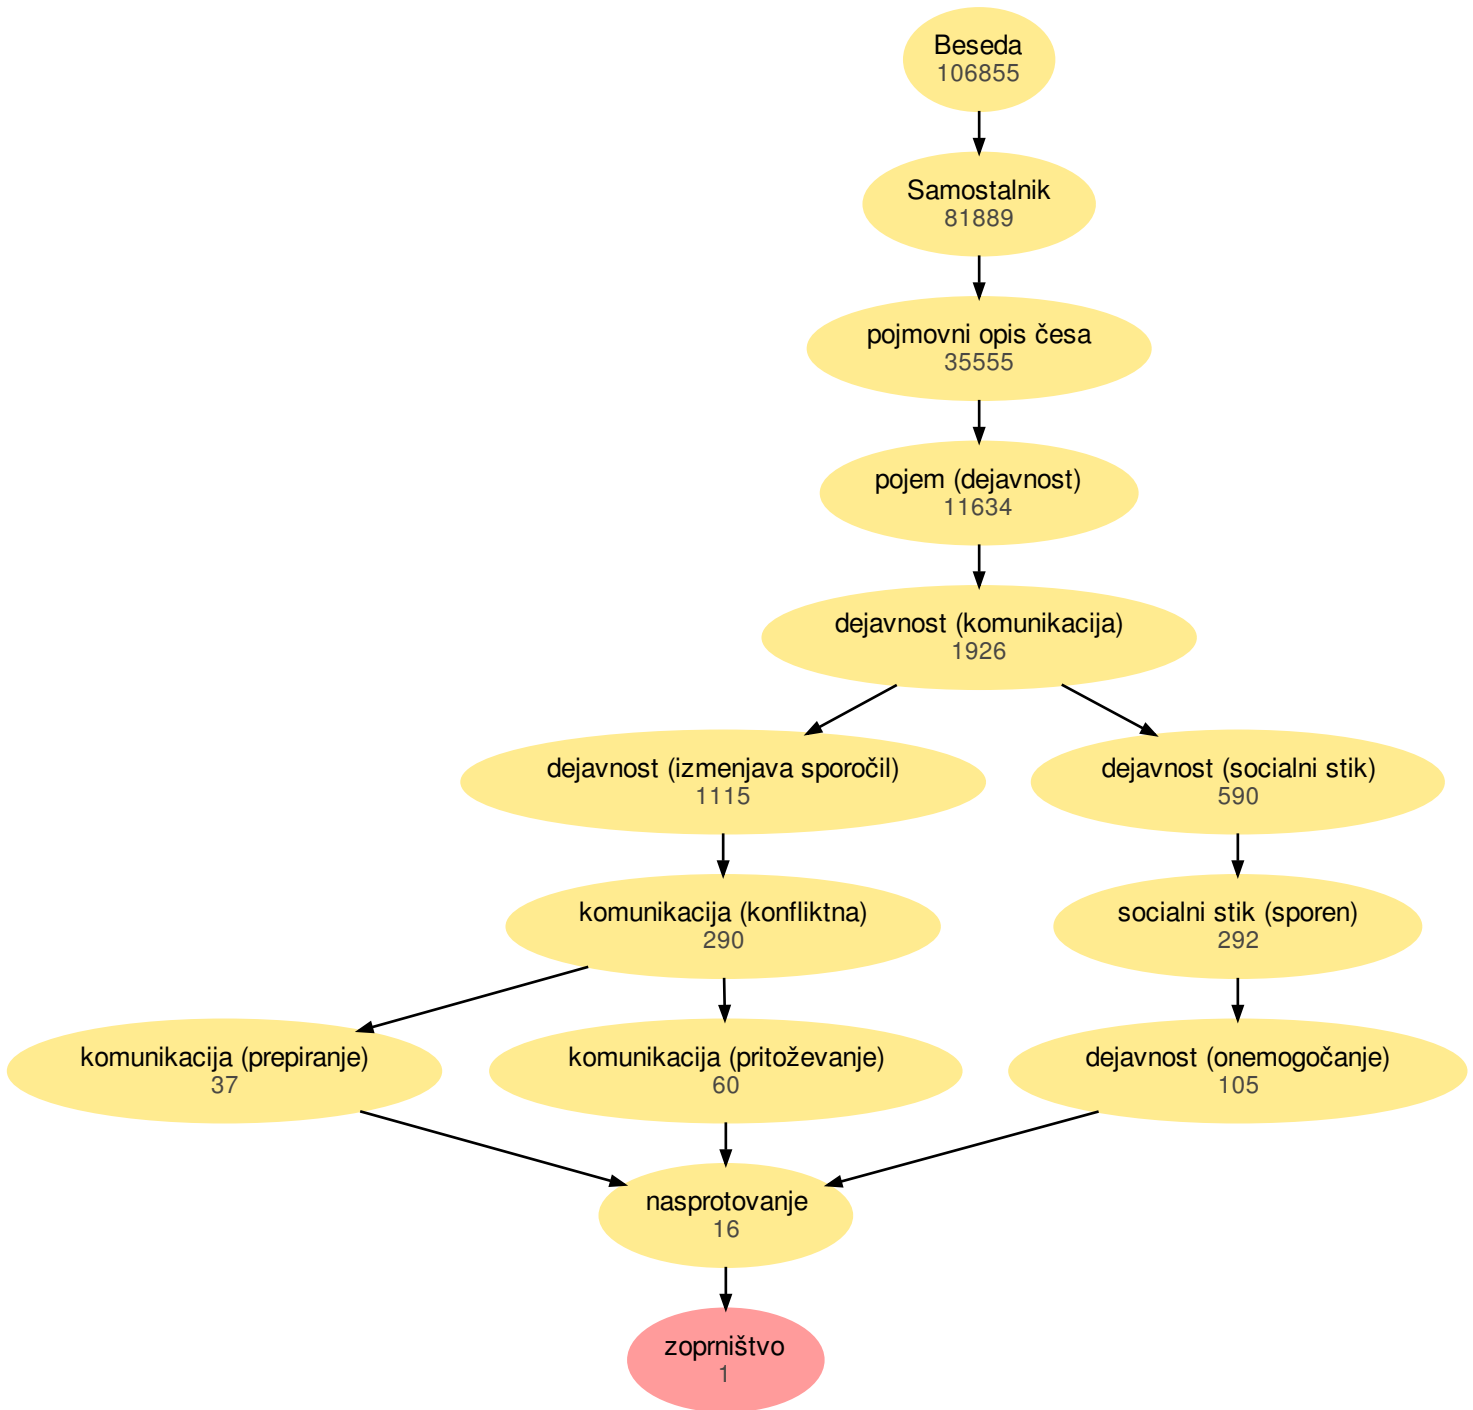 Beseda
106855
Samostalnik
81889
pojmovni opis česa
35555
pojem (dejavnost)
11634
dejavnost (komunikacija)
1926
dejavnost (izmenjava sporočil)
1115
dejavnost (socialni stik)
590
komunikacija (konfliktna)
290
socialni stik (sporen)
292
komunikacija (prepiranje)
37
komunikacija (pritoževanje)
60
dejavnost (onemogočanje)
105
nasprotovanje
16
zoprništvo
1